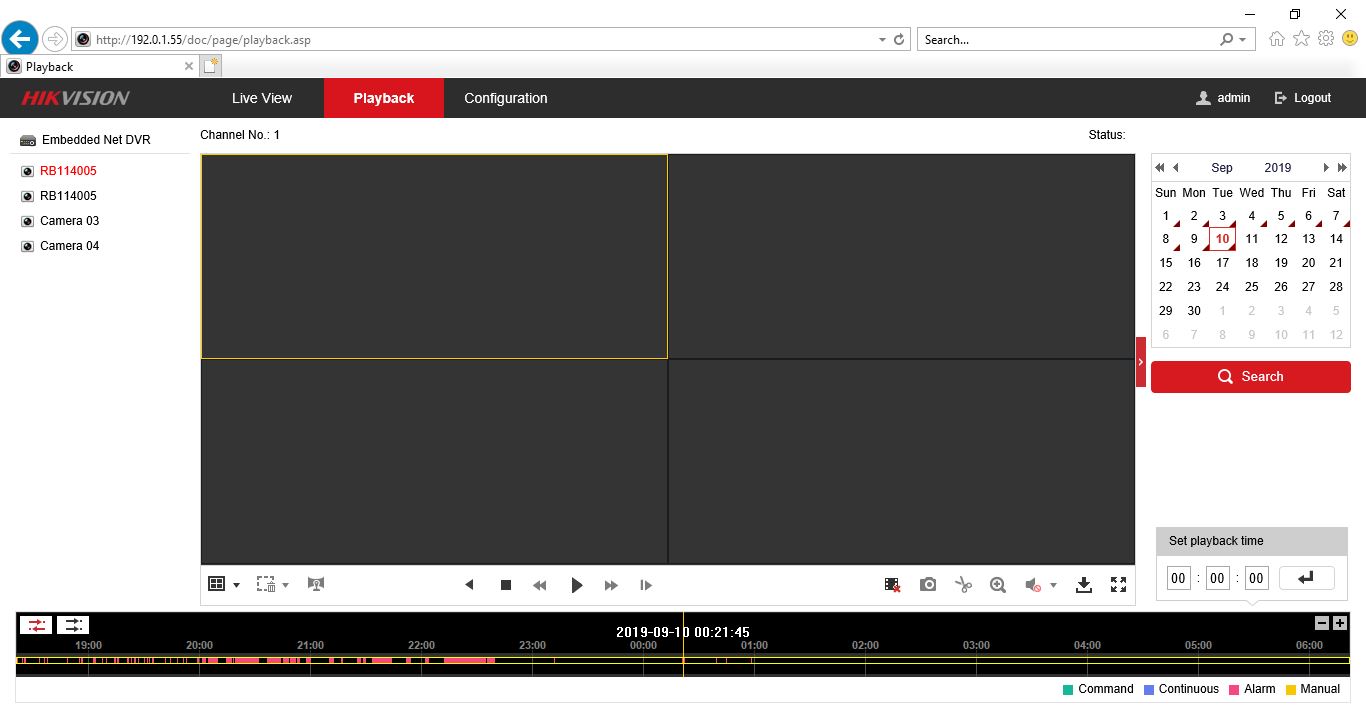 http://192.0.1.55/doc/page/playback.asp
Search...
Playback
HIKVISION
Live View
Playback
Configuration
admin
Logout
Embedded Net DVR
RB114005
RB114005
Camera 03
Camera 04
Channel No.: 1
Status:
Sep 2019
Sun Mon Tue Wed Thu Fri Sat
1 2 3 4 5 6 7
8 9 10 11 12 13 14
15 16 17 18 19 20 21
22 23 24 25 26 27 28
29 30 1 2 3 4 5
6 7 8 9 10 11 12
Search
Set playback time
00 : 00 : 00
2019-09-10 00:21:45
19:00 20:00 21:00 22:00 23:00 00:00 01:00 02:00 03:00 04:00 05:00 06:00
Command Continuous Alarm Manual